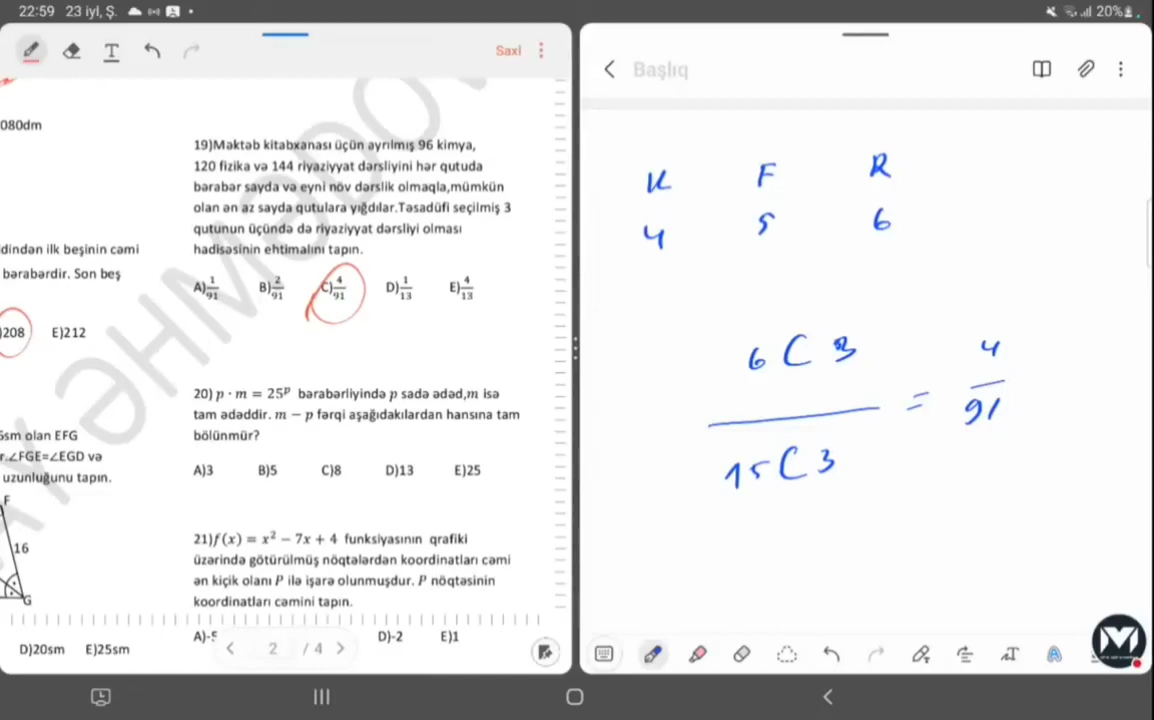 22:59 23 iyl, Ş.
20%
Saxl
Başlıq
080dm
19)Məktəb kitabxanası üçün ayrılmış 96 kimya,
120 fizika və 144 riyaziyyat dərsliyini hər qutuda
bərabər sayda və eyni növ dərslik olmaqla,mümkün
olan ən az sayda qutulara yığdılar.Təsadüfi seçilmiş 3
qutunun üçündə də riyaziyyat dərsliyi olması
hadisəsinin ehtimalını tapın.
A)1/91 B)2/91 C)4/91 D)1/13 E)4/13
dindən ilk beşinin cəmi
bərabərdir. Son beş
)208 E)212
20) p · m = 25^p bərabərliyində p sadə ədəd,m isə
tam ədəddir. m − p fərqi aşağıdakılardan hansına tam
bölünmür?
A)3 B)5 C)8 D)13 E)25
5sm olan EFG
r.∠FGE=∠EGD və
uzunluğunu tapın.
F
16
G
D)20sm E)25sm
21)f(x) = x² − 7x + 4 funksiyasının qrafiki
üzərində götürülmüş nöqtələrdən koordinatları cəmi
ən kiçik olanı P ilə işarə olunmuşdur. P nöqtəsinin
koordinatları cəmini tapın.
A)-5 D)-2 E)1
2 / 4
K F R
4 5 6
6C3
15C3
= 4/91
ƏHMƏDOV
M